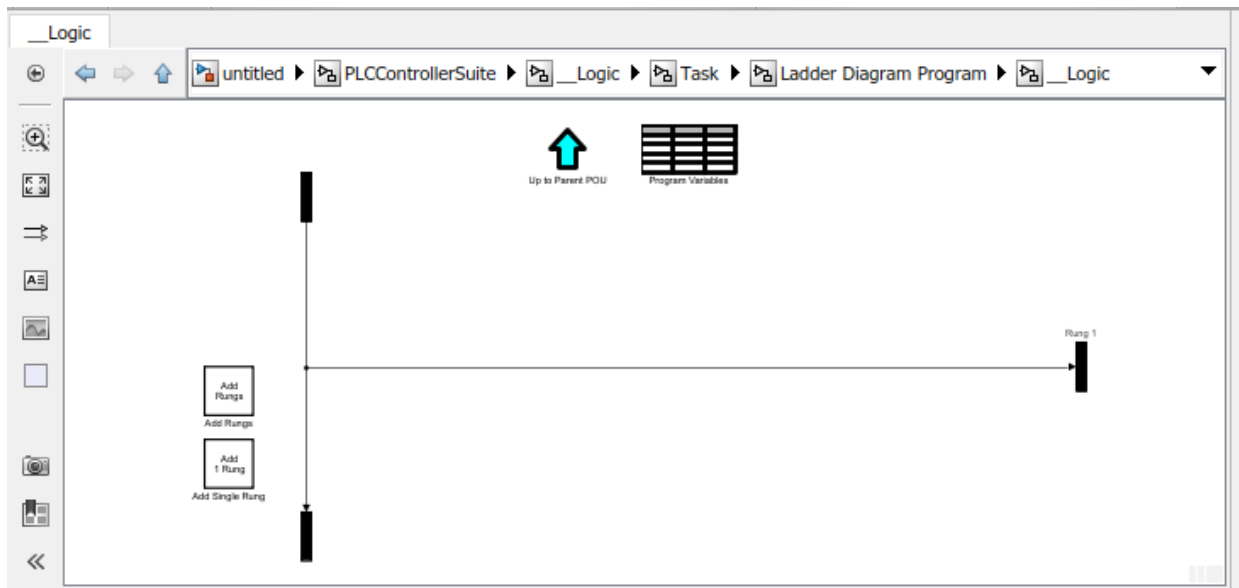 __Logic
untitled PLCControllerSuite __Logic Task Ladder Diagram Program __Logic
Up to Parent POU
Program Variables
Rung 1
Add
Rungs
Add Rungs
Add
1 Rung
Add Single Rung